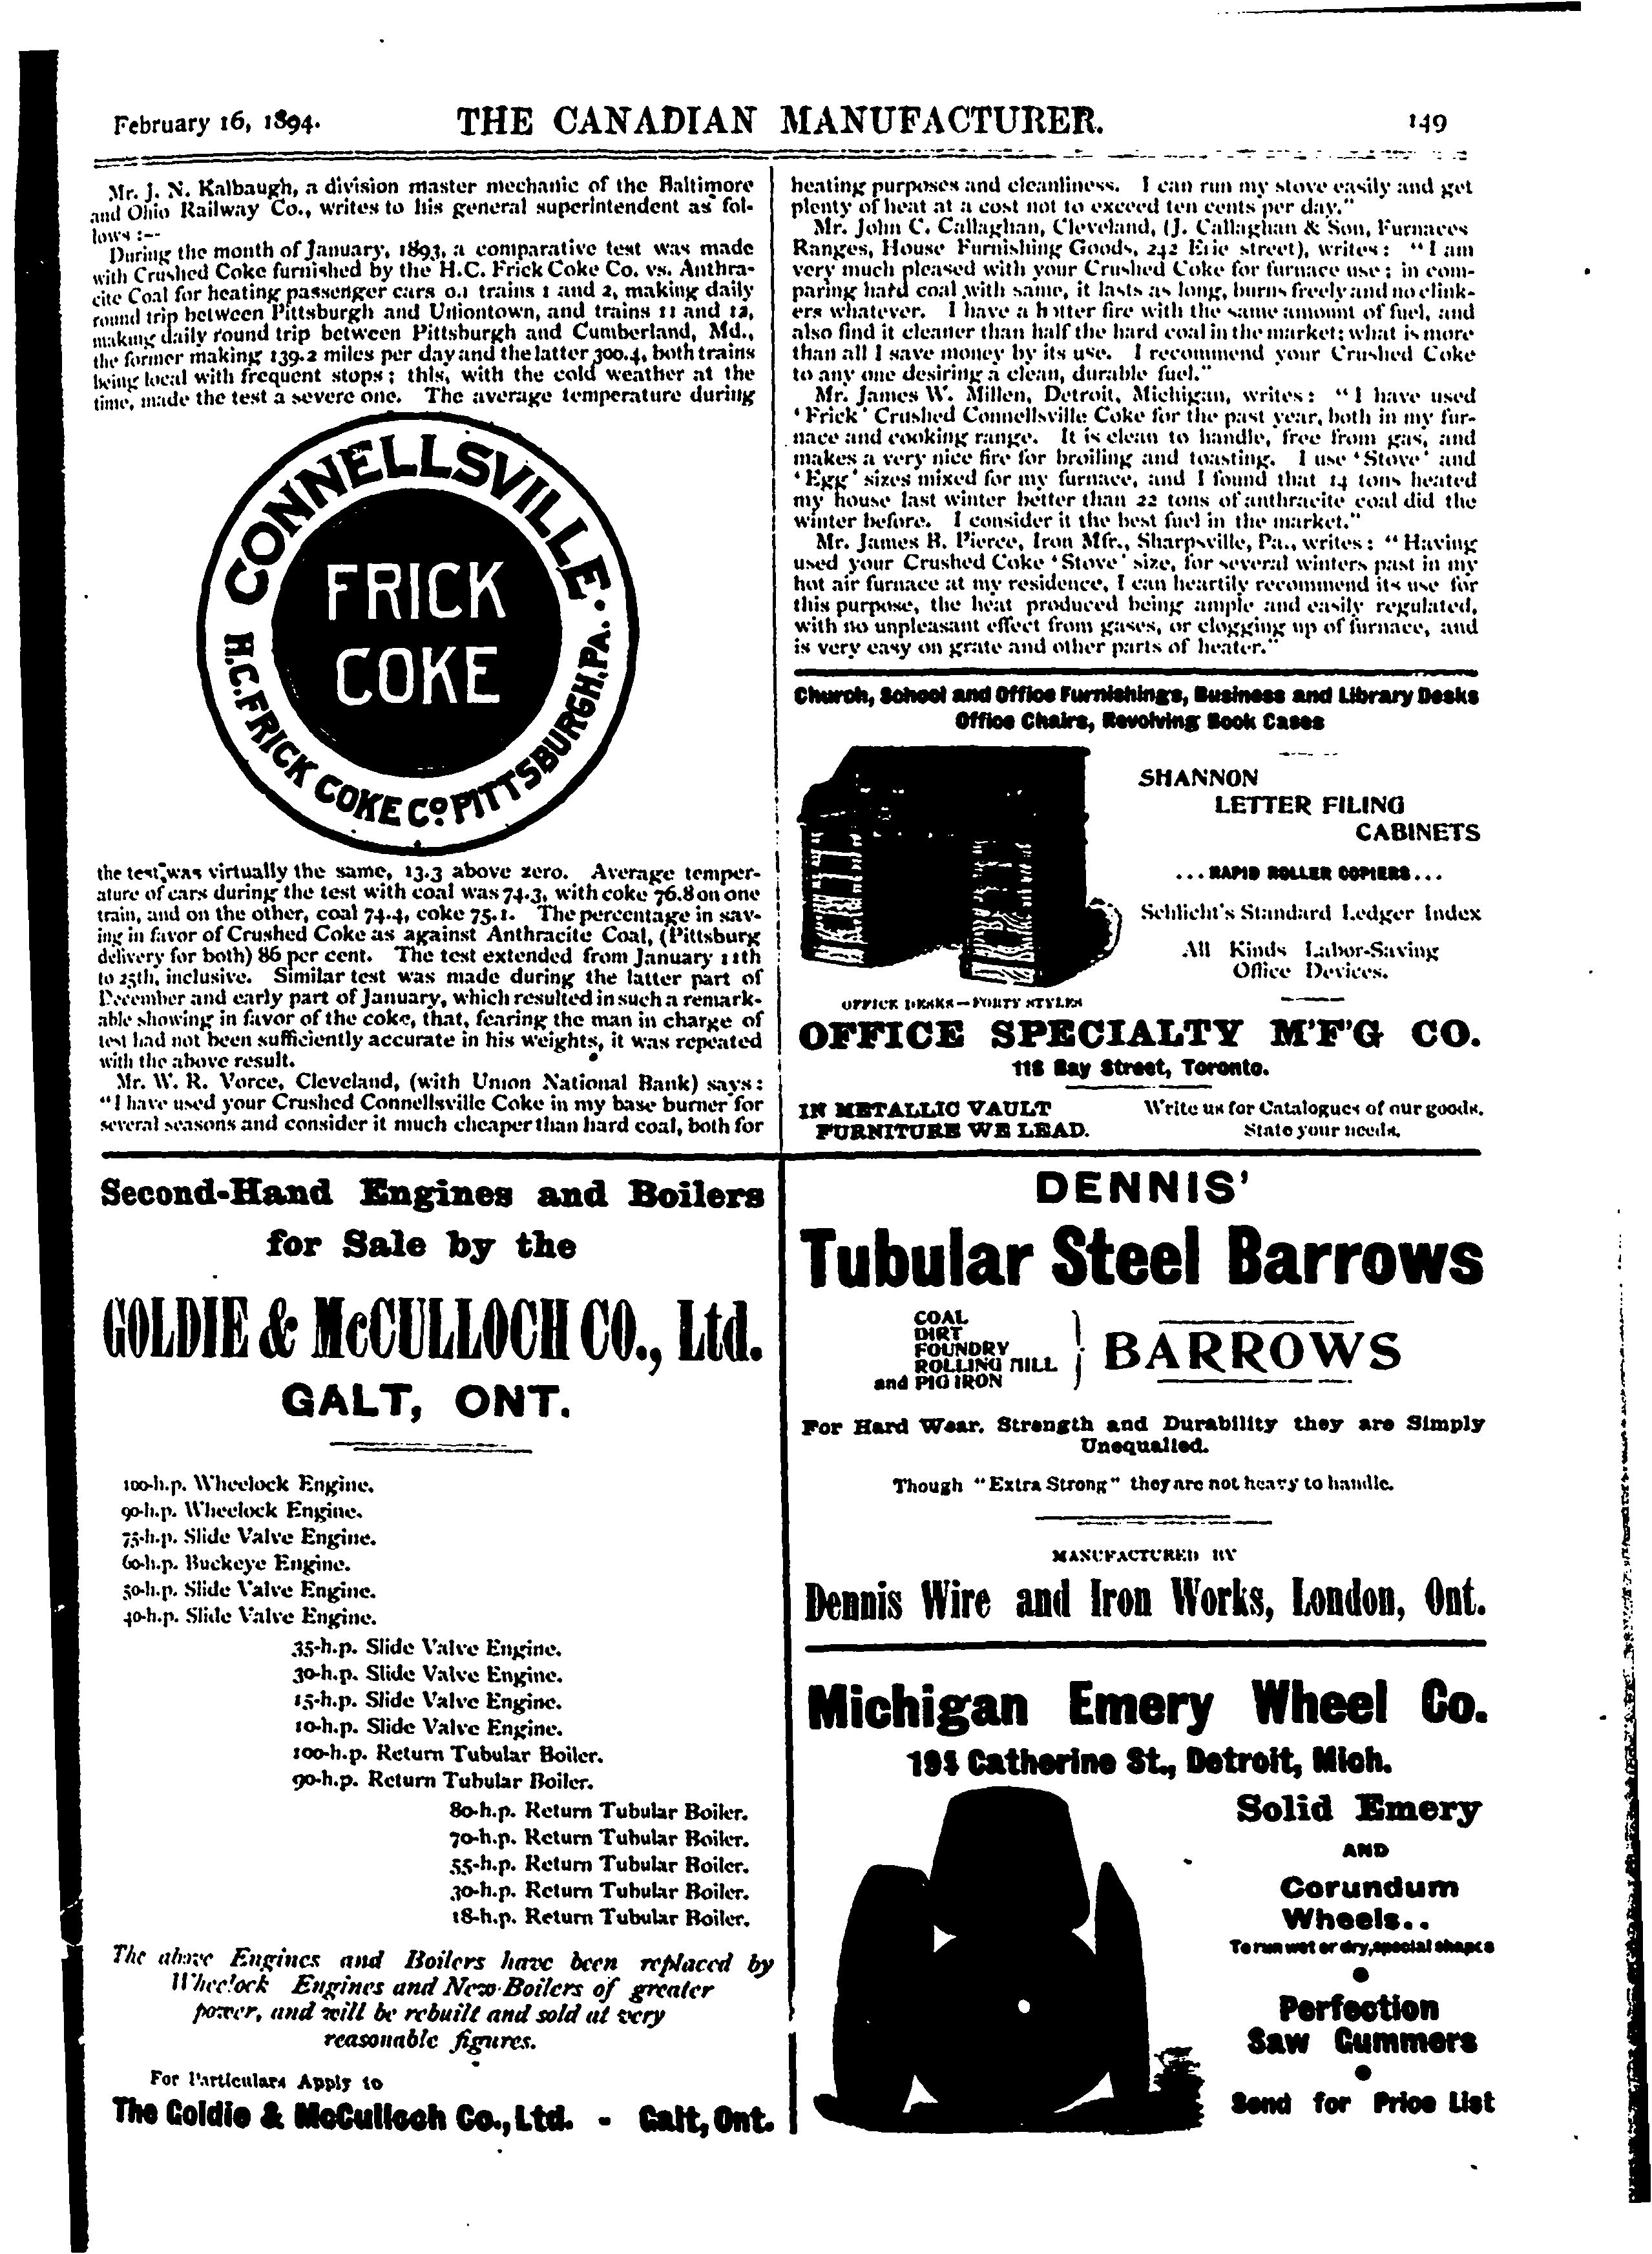 February 16, 1894.
THE CANADIAN MANUFACTURER.
149
Mr. J. N. Kalbaugh, a division master mechanic of the Baltimore
and Ohio Railway Co., writes to his general superintendent as fol-
lows :--
During the month of January, 1893, a comparative test was made
with Crushed Coke furnished by the H.C. Frick Coke Co. vs. Anthra-
cite Coal for heating passenger cars o.i trains 1 and 2, making daily
round trip between Pittsburgh and Uniontown, and trains 11 and 12,
making daily round trip between Pittsburgh and Cumberland, Md.,
the former making 139.2 miles per day and the latter 300.4, both trains
being local with frequent stops ; this, with the cold weather at the
time, made the test a severe one. The average temperature during
CONNELLSVILLE.
FRICK
COKE
H.C. FRICK COKE CO. PITTSBURGH, PA.
the test was virtually the same, 13.3 above zero. Average temper-
ature of cars during the test with coal was 74.3, with coke 76.8 on one
train, and on the other, coal 74.4, coke 75.1. The percentage in sav-
ing in favor of Crushed Coke as against Anthracite Coal, (Pittsburg
delivery for both) 86 per cent. The test extended from January 11th
to 25th, inclusive. Similar test was made during the latter part of
December and early part of January, which resulted in such a remark-
able showing in favor of the coke, that, fearing the man in charge of
test had not been sufficiently accurate in his weights, it was repeated
with the above result.
Mr. W. R. Vorce, Cleveland, (with Union National Bank) says:
"I have used your Crushed Connellsville Coke in my base burner for
several seasons and consider it much cheaper than hard coal, both for
heating purposes and cleanliness. I can run my stove easily and get
plenty of heat at a cost not to exceed ten cents per day."
Mr. John C. Callaghan, Cleveland, (J. Callaghan & Son, Furnaces
Ranges, House Furnishing Goods, 242 Erie street), writes: "I am
very much pleased with your Crushed Coke for furnace use ; in com-
paring hard coal with same, it lasts as long, burns freely and no clink-
ers whatever. I have a hotter fire with the same amount of fuel, and
also find it cleaner than half the hard coal in the market; what is more
than all I save money by its use. I recommend your Crushed Coke
to any one desiring a clean, durable fuel."
Mr. James W. Millen, Detroit, Michigan, writes: "I have used
'Frick' Crushed Connellsville Coke for the past year, both in my fur-
nace and cooking range. It is clean to handle, free from gas, and
makes a very nice fire for broiling and toasting. I use 'Stove' and
'Egg' sizes mixed for my furnace, and I found that 14 tons heated
my house last winter better than 22 tons of anthracite coal did the
winter before. I consider it the best fuel in the market."
Mr. James B. Pierce, Iron Mfr., Sharpsville, Pa., writes : "Having
used your Crushed Coke 'Stove' size, for several winters past in my
hot air furnace at my residence, I can heartily recommend its use for
this purpose, the heat produced being ample and easily regulated,
with no unpleasant effect from gases, or clogging up of furnace, and
is very easy on grate and other parts of heater."
Church, School and Office Furnishings, Business and Library Desks
Office Chairs, Revolving Book Cases
SHANNON
LETTER FILING
CABINETS
...RAPID ROLLER COPIERS...
Schlicht's Standard Ledger Index
All Kinds Labor-Saving
Office Devices.
OFFICE DESKS—FORTY STYLES
OFFICE SPECIALTY M'F'G CO.
118 Bay Street, Toronto.
IN METALLIC VAULT
FURNITURE WE LEAD.
Write us for Catalogues of our goods.
State your needs.
Second-Hand Engines and Boilers
for Sale by the
GOLDIE & McCULLOCH CO., Ltd.
GALT, ONT.
100-h.p. Wheelock Engine.
90-h.p. Wheelock Engine.
75-h.p. Slide Valve Engine.
60-h.p. Buckeye Engine.
50-h.p. Slide Valve Engine.
40-h.p. Slide Valve Engine.
35-h.p. Slide Valve Engine.
30-h.p. Slide Valve Engine.
15-h.p. Slide Valve Engine.
10-h.p. Slide Valve Engine.
100-h.p. Return Tubular Boiler.
90-h.p. Return Tubular Boiler.
80-h.p. Return Tubular Boiler.
70-h.p. Return Tubular Boiler.
55-h.p. Return Tubular Boiler.
30-h.p. Return Tubular Boiler.
18-h.p. Return Tubular Boiler.
The above Engines and Boilers have been replaced by
Wheelock Engines and New Boilers of greater
power, and will be rebuilt and sold at very
reasonable figures.
For Particulars Apply to
The Goldie & McCulloch Co., Ltd. - Galt, Ont.
DENNIS'
Tubular Steel Barrows
COAL
DIRT
FOUNDRY
ROLLING MILL
and PIG IRON
BARROWS
For Hard Wear, Strength and Durability they are Simply
Unequalled.
Though "Extra Strong" they are not heavy to handle.
MANUFACTURED BY
Dennis Wire and Iron Works, London, Ont.
Michigan Emery Wheel Co.
Catherine St., Detroit, Mich.
Solid Emery
AND
Corundum
Wheels..
To run wet or dry, special shapes
Perfection
Saw Gummers
Send for Price List